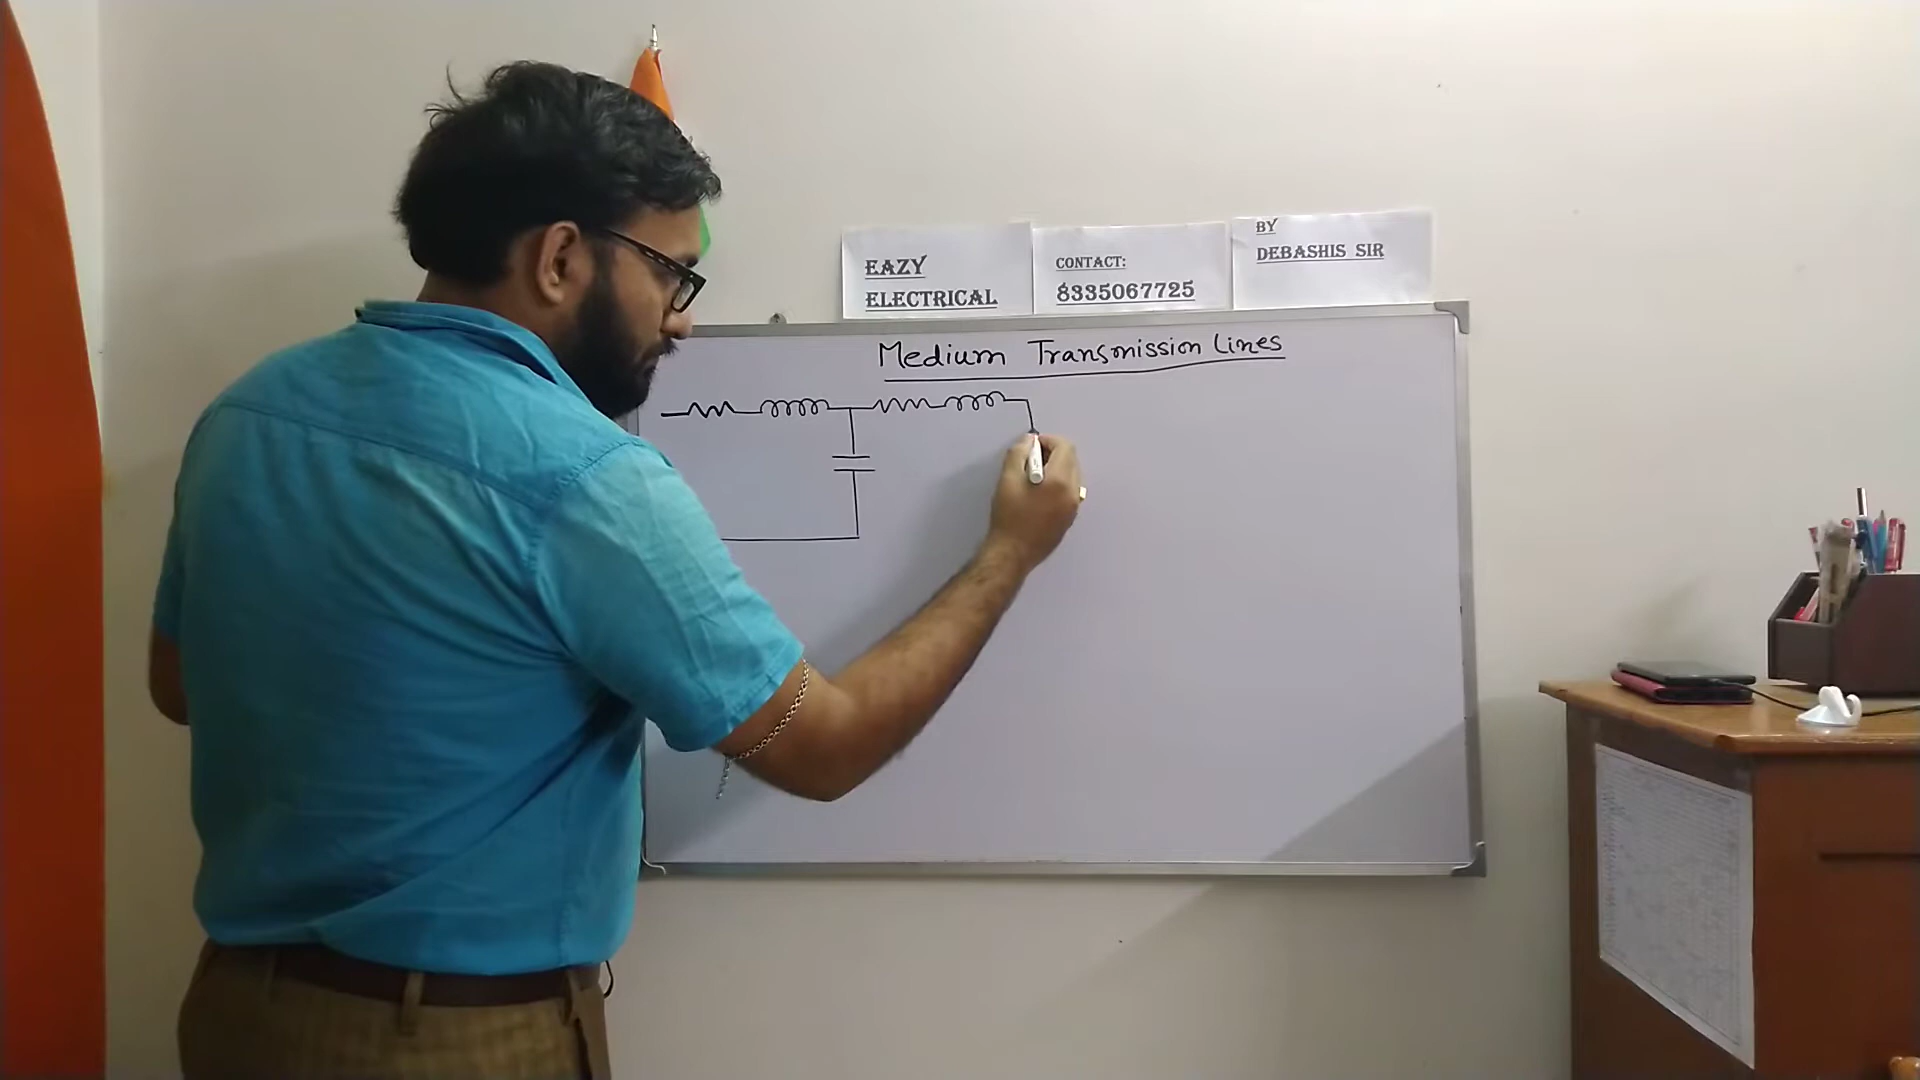 EAZY
ELECTRICAL
CONTACT:
8335067725
BY
DEBASHIS SIR
Medium Transmission Lines